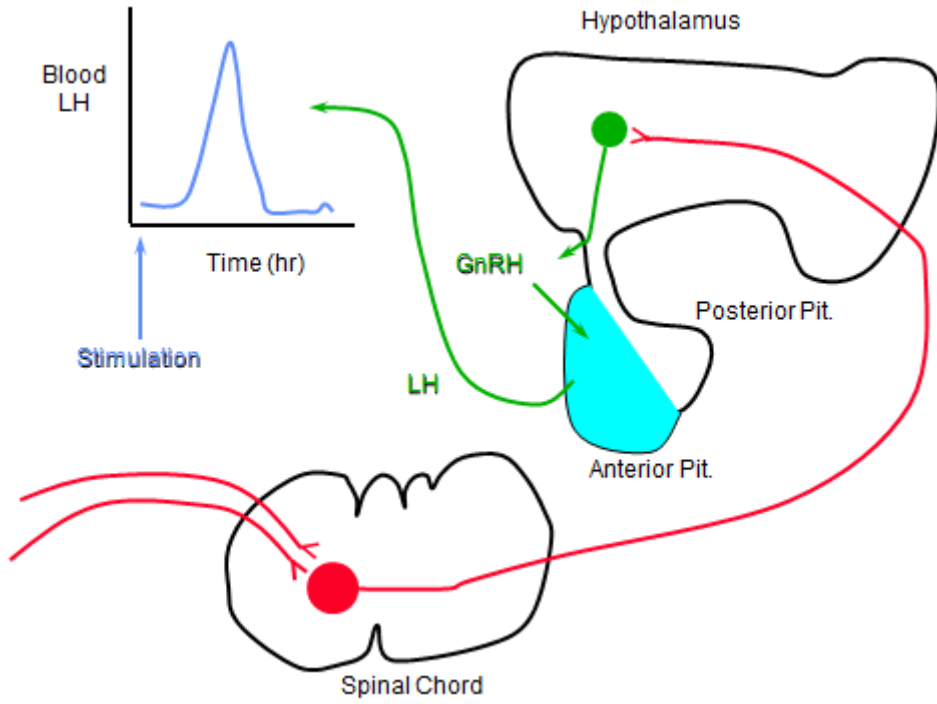 Hypothalamus
Blood
LH
Time (hr)
GnRH
Posterior Pit.
Stimulation
LH
Anterior Pit.
Spinal Chord